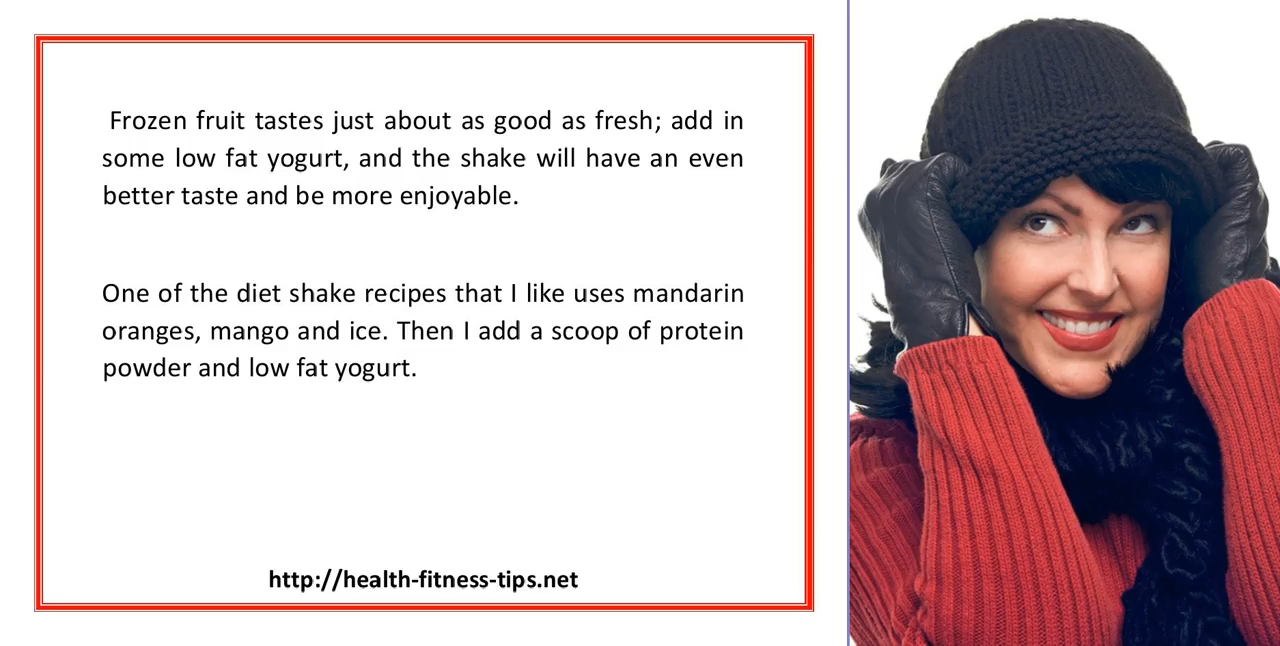 Frozen fruit tastes just about as good as fresh; add in
some low fat yogurt, and the shake will have an even
better taste and be more enjoyable.
One of the diet shake recipes that I like uses mandarin
oranges, mango and ice. Then I add a scoop of protein
powder and low fat yogurt.
http://health-fitness-tips.net